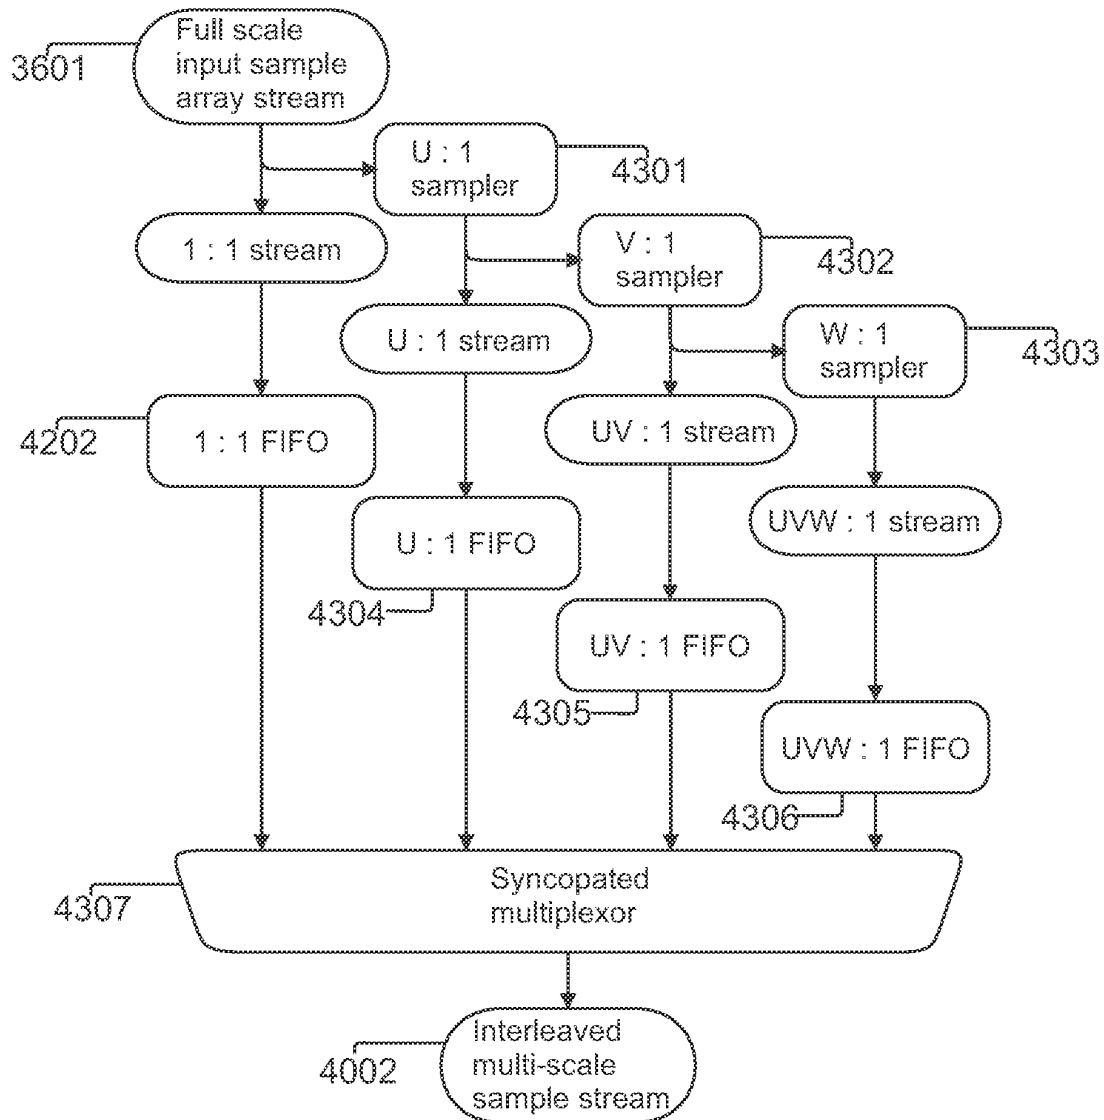 Full scale
input sample
array stream
3601
U : 1
sampler
4301
1 : 1 stream
V : 1
sampler
4302
U : 1 stream
W : 1
sampler
4303
1 : 1 FIFO
4202
UV : 1 stream
UVW : 1 stream
U : 1 FIFO
4304
UV : 1 FIFO
4305
UVW : 1 FIFO
4306
Syncopated
multiplexor
4307
Interleaved
multi-scale
sample stream
4002